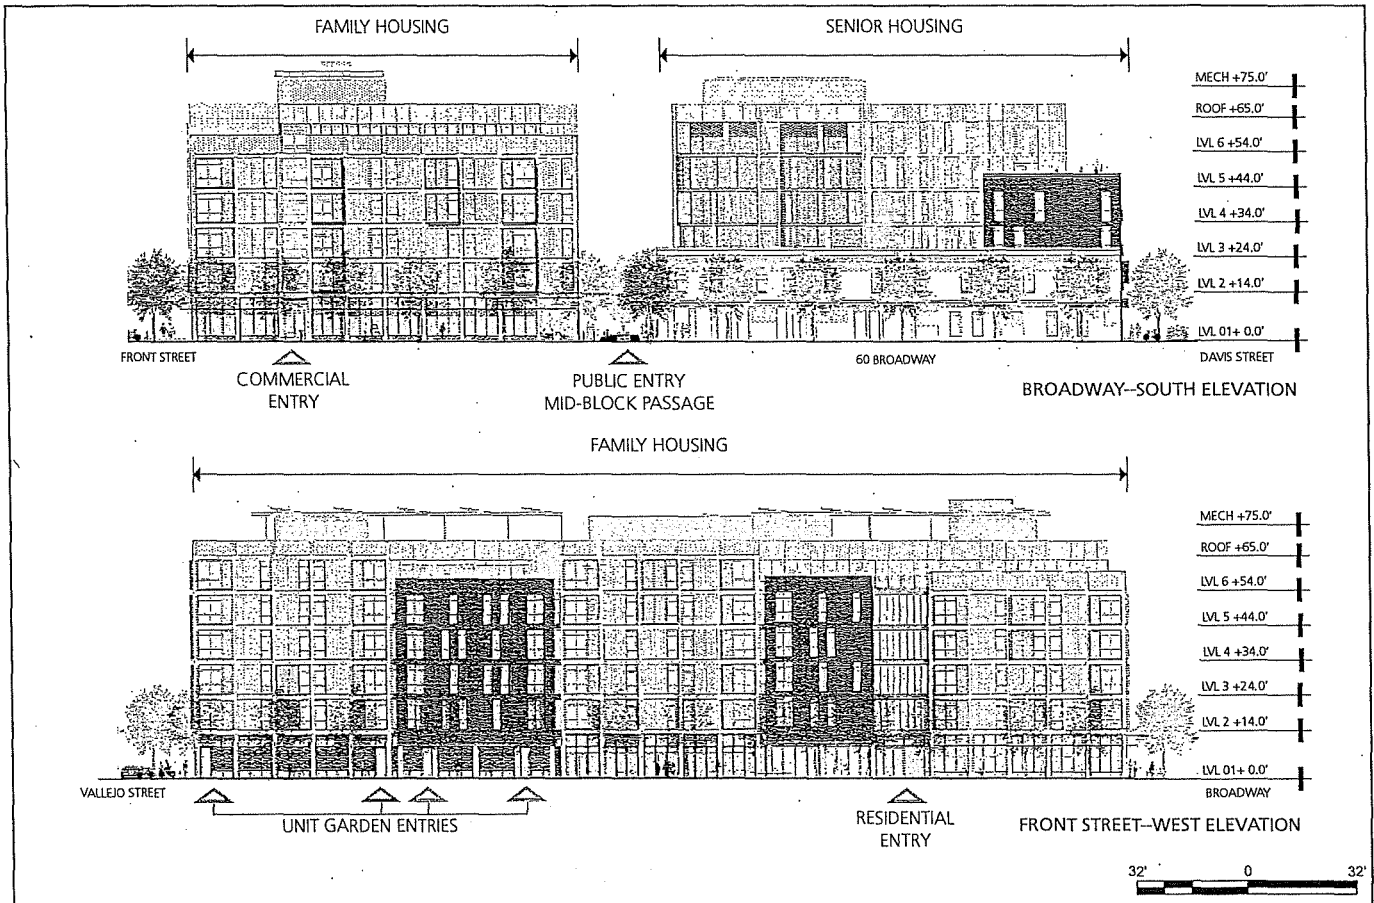 FAMILY HOUSING
SENIOR HOUSING
MECH +75.0'
ROOF +65.0'
LVL 6 +54.0'
LVL 5 +44.0'
LVL 4 +34.0'
LVL 3 +24.0'
LVL 2 +14.0'
LVL 01+ 0.0'
FRONT STREET
60 BROADWAY
DAVIS STREET
COMMERCIAL
ENTRY
PUBLIC ENTRY
MID-BLOCK PASSAGE
BROADWAY--SOUTH ELEVATION
FAMILY HOUSING
MECH +75.0'
ROOF +65.0'
LVL 6 +54.0'
LVL 5 +44.0'
LVL 4 +34.0'
LVL 3 +24.0'
LVL 2 +14.0'
LVL 01+ 0.0'
VALLEJO STREET
BROADWAY
UNIT GARDEN ENTRIES
RESIDENTIAL
ENTRY
FRONT STREET--WEST ELEVATION
32' 0 32'